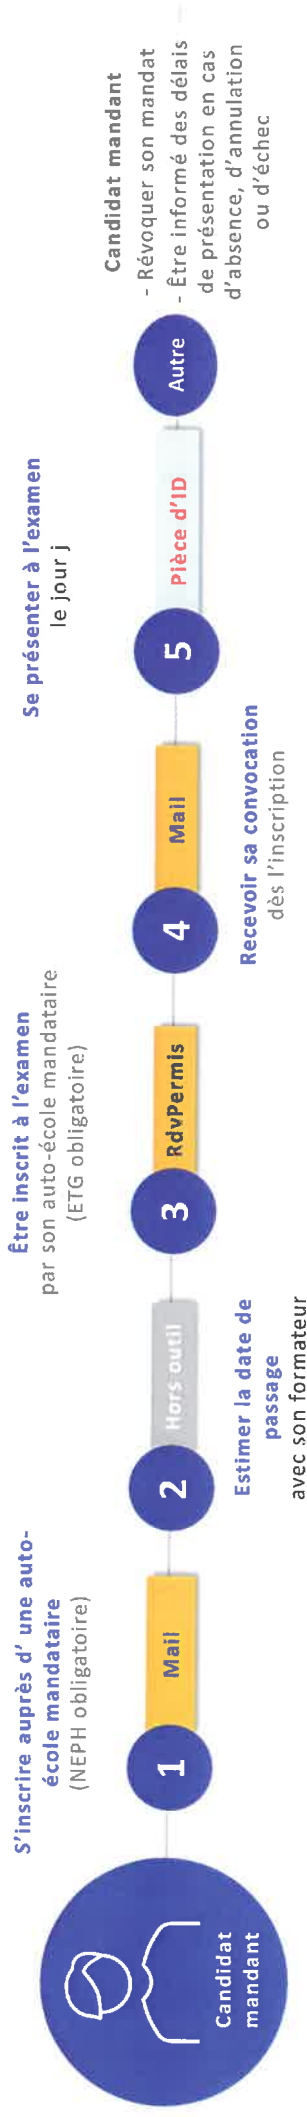 Candidat
mandant
S'inscrire auprès d' une auto-
école mandataire
(NEPH obligatoire)
1
Mail
2
Hors outil
Estimer la date de
passage
avec son formateur
Être inscrit à l'examen
par son auto-école mandataire
(ETG obligatoire)
3
RdvPermis
4
Mail
Recevoir sa convocation
dès l'inscription
Se présenter à l'examen
le jour j
5
Pièce d'ID
Autre
Candidat mandant
- Révoquer son mandat
- Être informé des délais
de présentation en cas
d'absence, d'annulation
ou d'échec